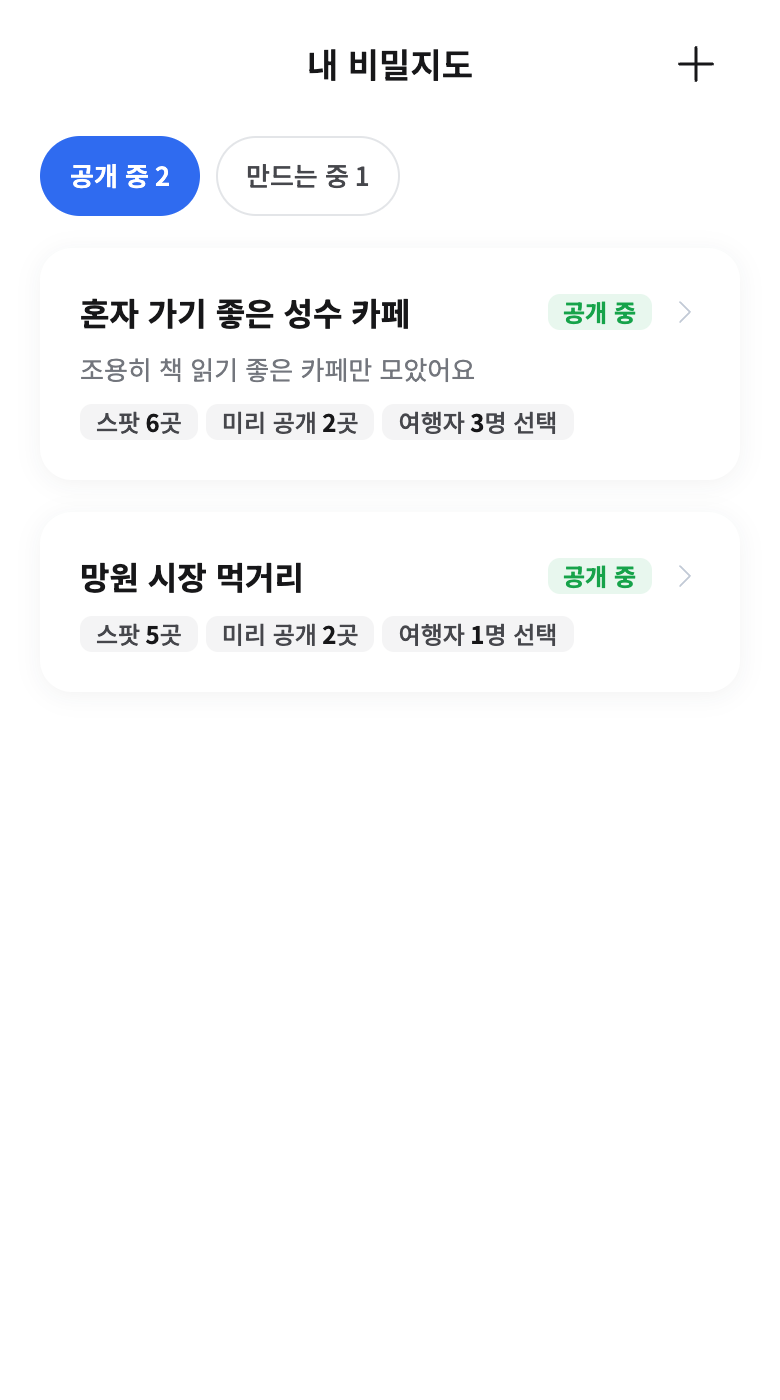 내 비밀지도
공개 중 2
만드는 중 1
혼자 가기 좋은 성수 카페
공개 중
조용히 책 읽기 좋은 카페만 모았어요
스팟 6곳
미리 공개 2곳
여행자 3명 선택
망원 시장 먹거리
공개 중
스팟 5곳
미리 공개 2곳
여행자 1명 선택